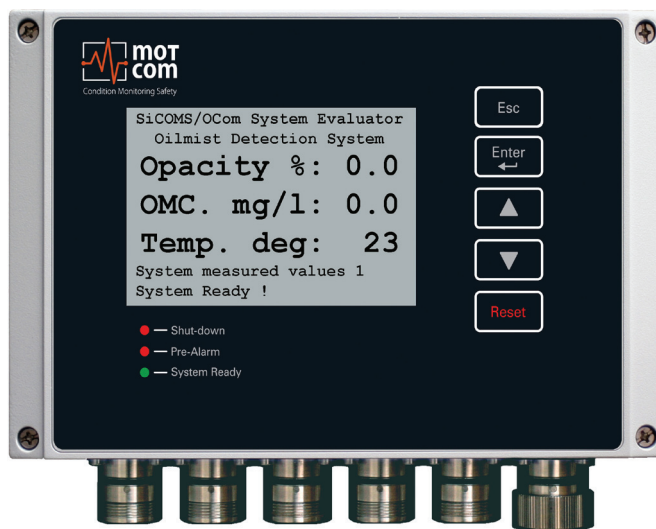 mot
com
Condition Monitoring Safety
SiCOMS/OCom System Evaluator
Oilmist Detection System
Opacity %: 0.0
OMC. mg/l: 0.0
Temp. deg: 23
System measured values 1
System Ready !
Esc
Enter
Reset
Shut-down
Pre-Alarm
System Ready